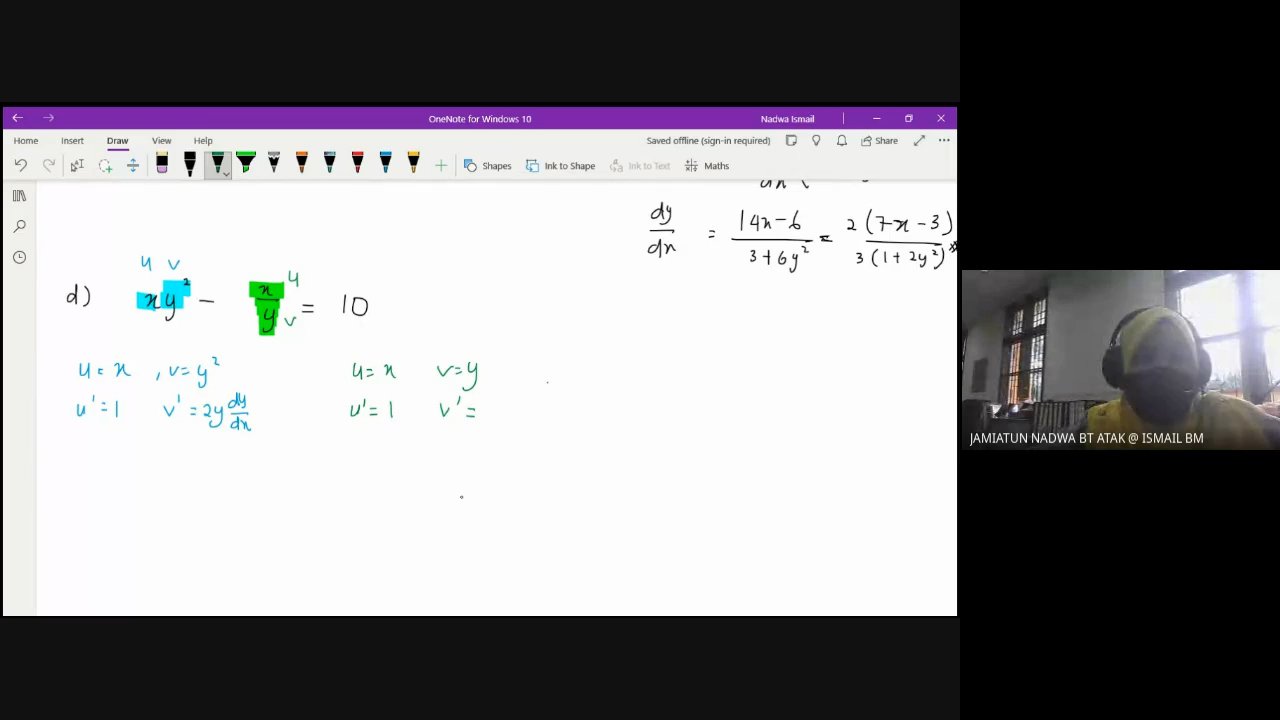 OneNote for Windows 10
Nadwa Ismail
Home Insert Draw View Help
Saved offline (sign-in required)
Share
Shapes
Ink to Shape
Ink to Text
Maths
dy/dx = 14x-6 / 3+6y² = 2(7x-3) / 3(1+2y²)
u v
d) xy² - x/y = 10
u
v
u = x , v = y²
u' = 1 v' = 2y dy/dx
u = x v = y
u' = 1 v' =
JAMIATUN NADWA BT ATAK @ ISMAIL BM